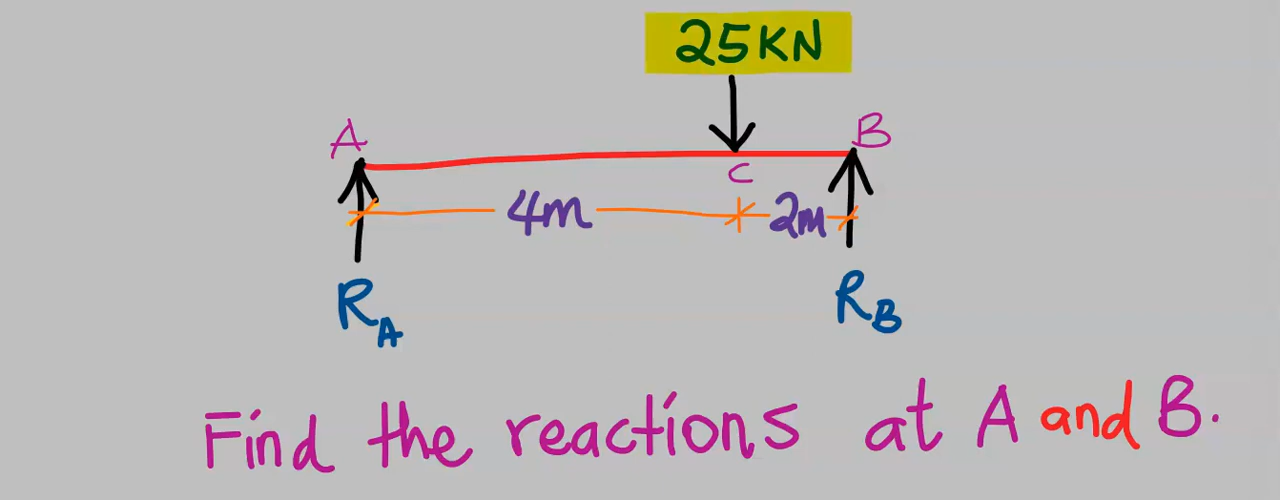 25KN
A
B
C
4m
2m
RA
RB
Find the reactions at A and B.